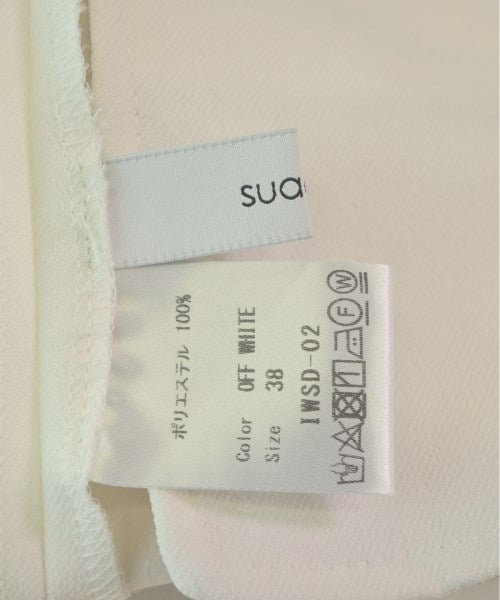 sua
ポリエステル 100%
Color OFF WHITE
Size 38
IWSD-02
F W